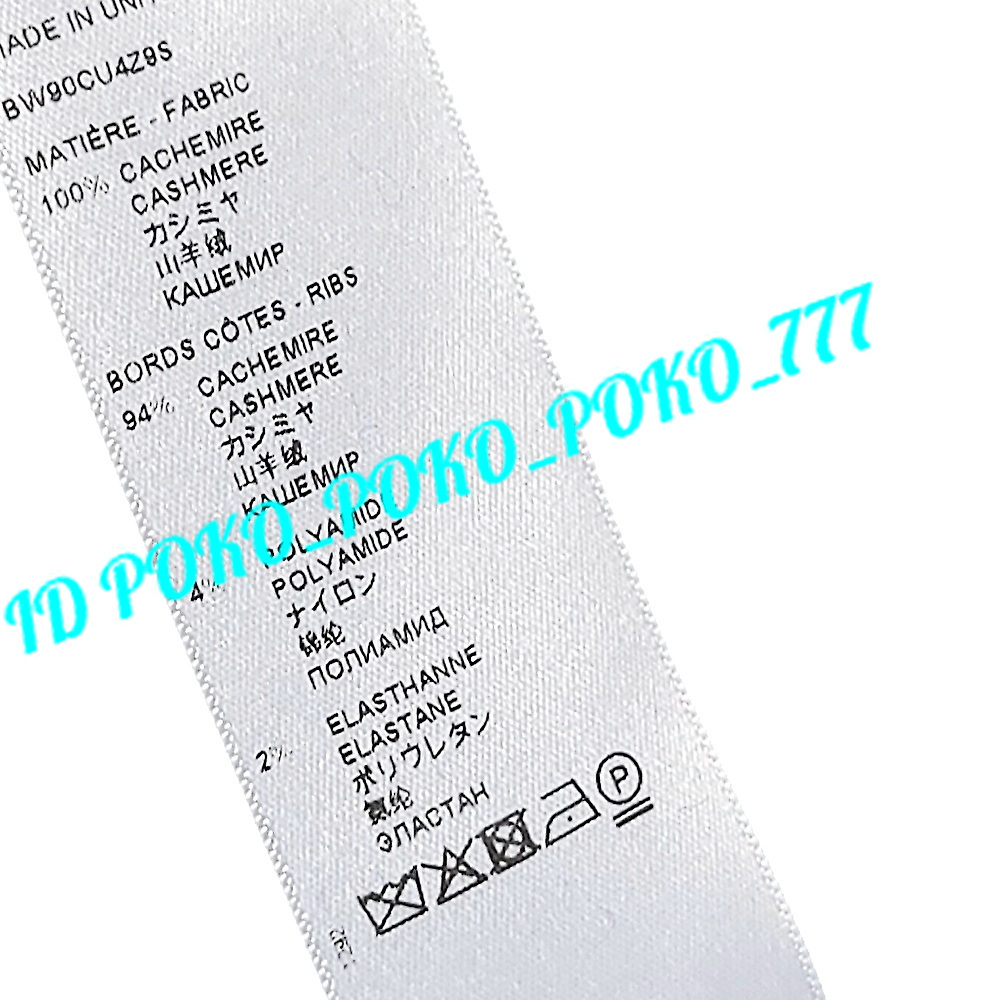 MADE IN UNI
BW90CU4Z9S
MATIÈRE - FABRIC
100% CACHEMIRE
CASHMERE
カシミヤ
山羊绒
КАШЕМИР
BORDS CÔTES - RIBS
94% CACHEMIRE
CASHMERE
カシミヤ
山羊绒
КАШЕМИР
4% POLYAMIDE
POLYAMIDE
ナイロン
锦纶
ПОЛИАМИД
2% ELASTHANNE
ELASTANE
ポリウレタン
氨纶
ЭЛАСТАН
P
ID POKO_POKO_POKO_777